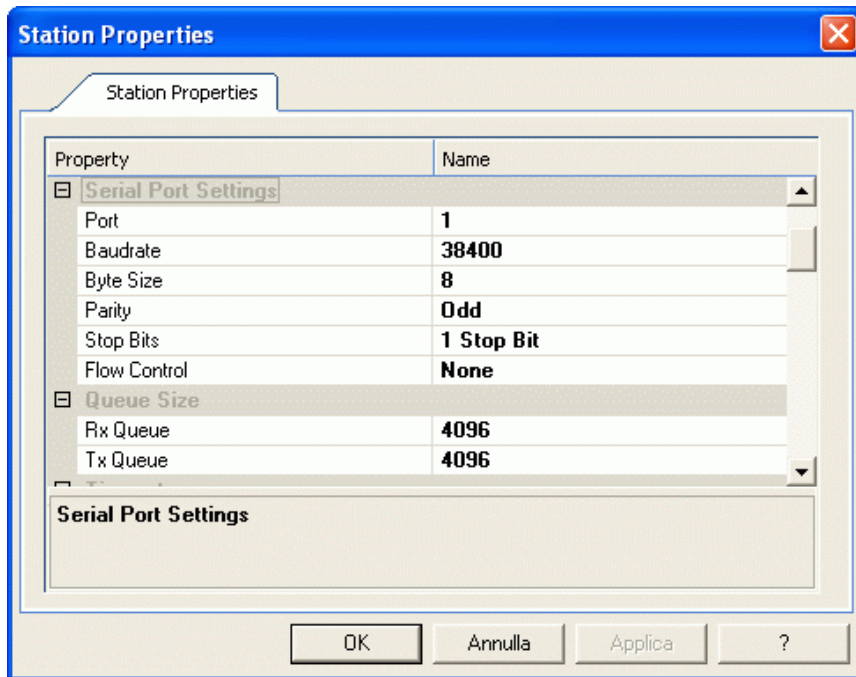 Station Properties
Station Properties
Property Name
Serial Port Settings
Port 1
Baudrate 38400
Byte Size 8
Parity Odd
Stop Bits 1 Stop Bit
Flow Control None
Queue Size
Rx Queue 4096
Tx Queue 4096
Serial Port Settings
OK Annulla Applica ?